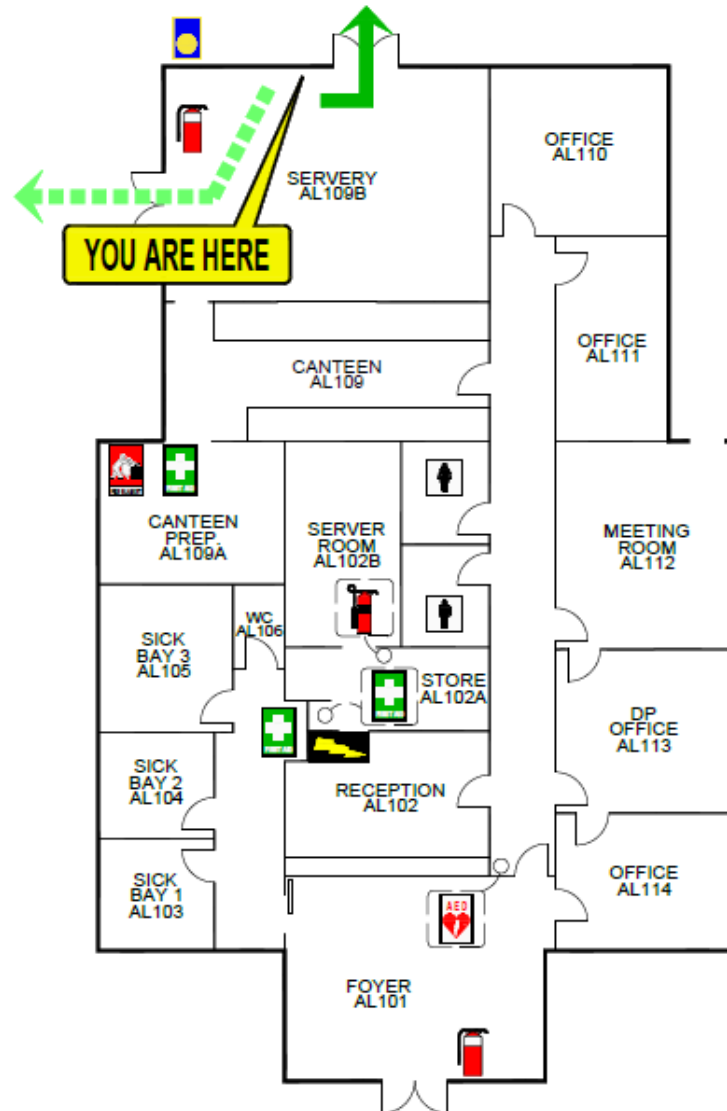 OFFICE
AL110
SERVERY
AL109B
YOU ARE HERE
OFFICE
AL111
CANTEEN
AL109
CANTEEN
PREP.
AL109A
SERVER
ROOM
AL102B
MEETING
ROOM
AL112
WC
AL106
SICK
BAY 3
AL105
STORE
AL102A
DP
OFFICE
AL113
SICK
BAY 2
AL104
RECEPTION
AL102
SICK
BAY 1
AL103
OFFICE
AL114
AED
FOYER
AL101